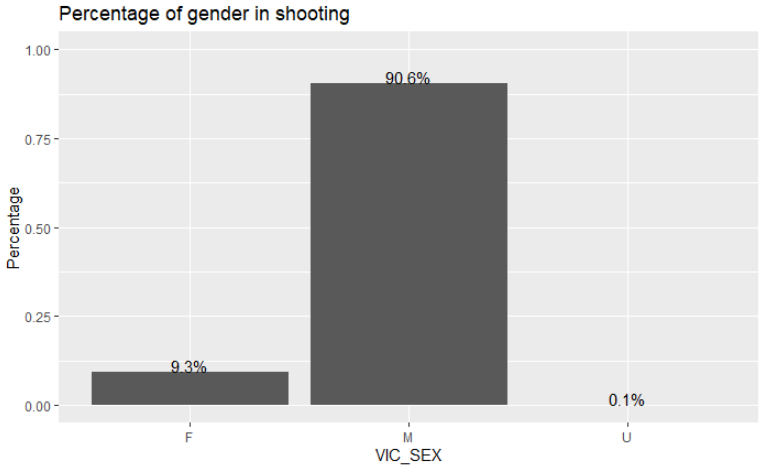 Percentage of gender in shooting
1.00
0.75
0.50
0.25
0.00
Percentage
90.6%
9.3%
0.1%
F M U
VIC_SEX